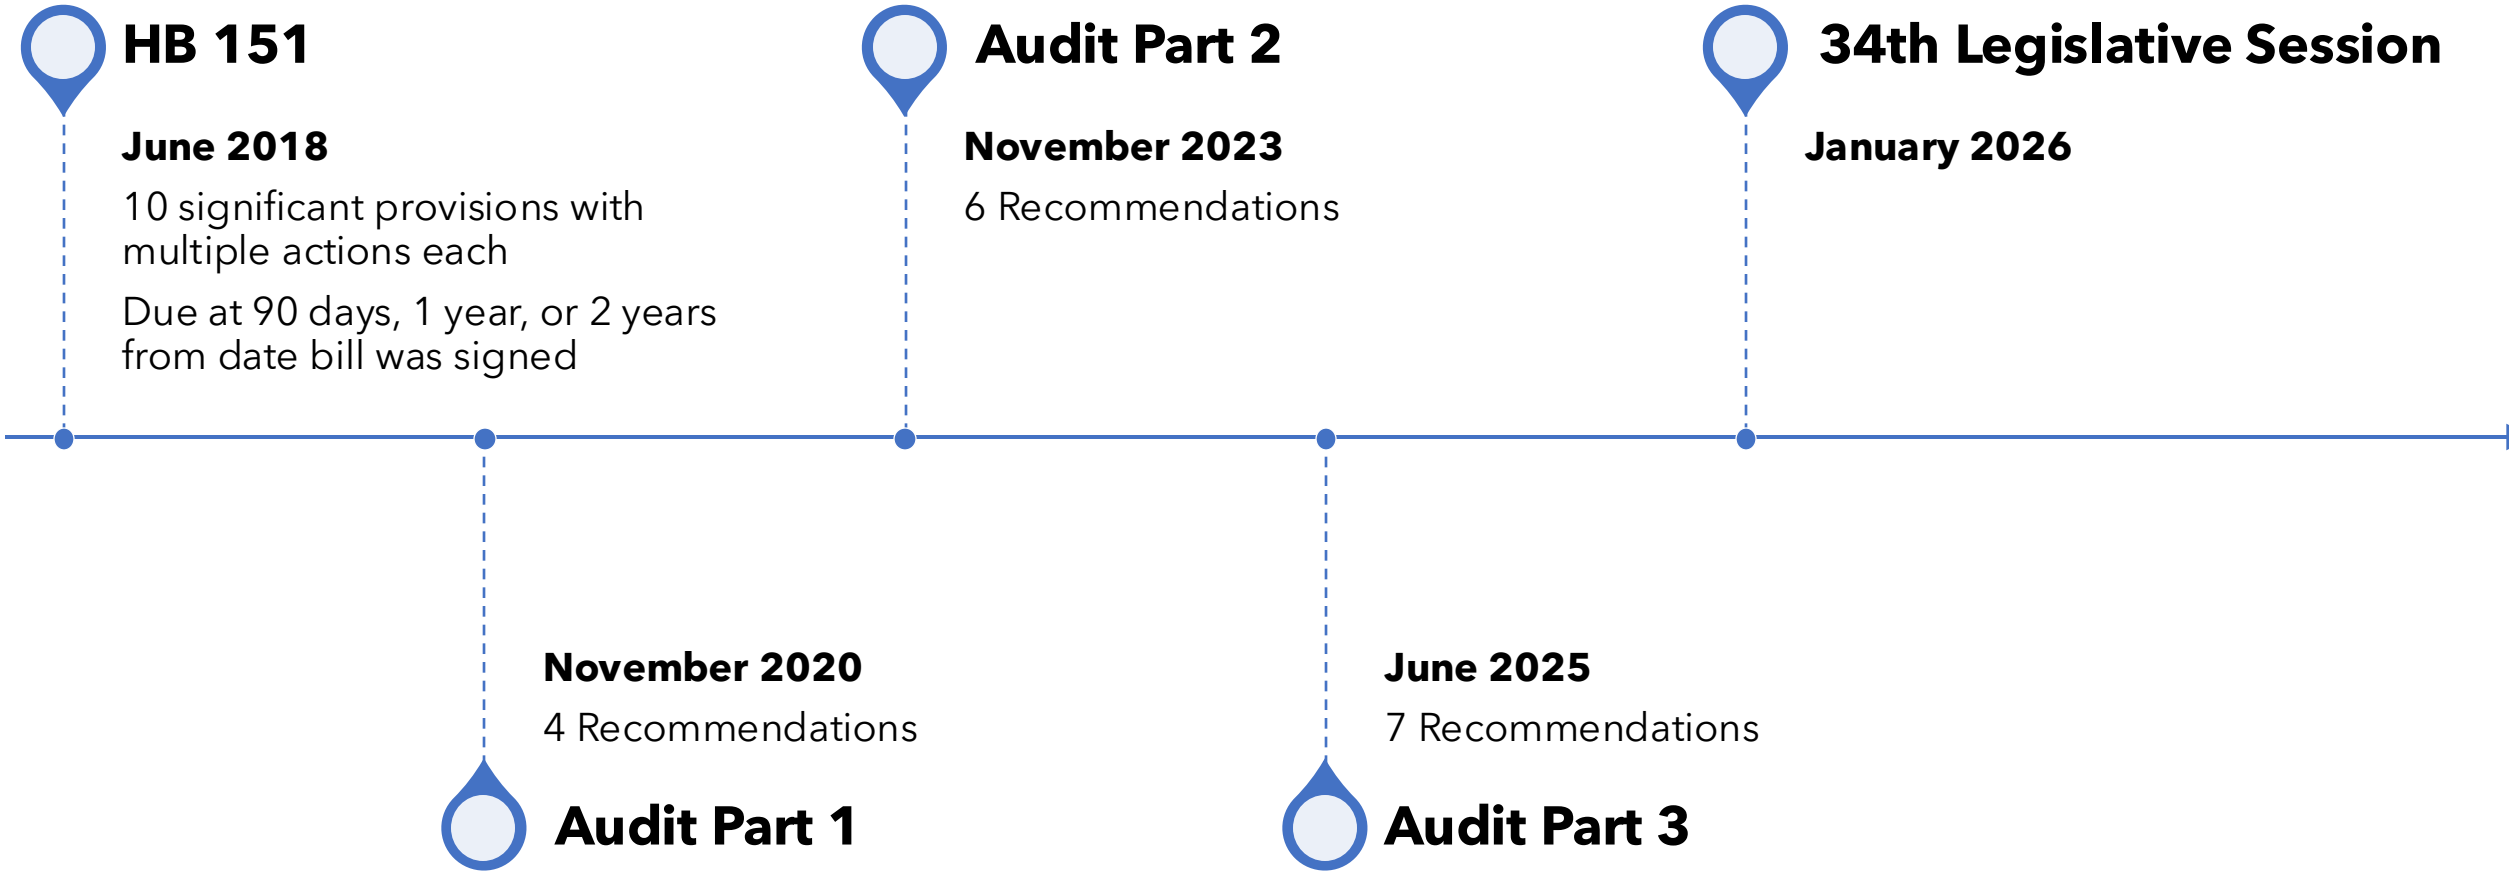 HB 151
June 2018
10 significant provisions with
multiple actions each
Due at 90 days, 1 year, or 2 years
from date bill was signed
November 2020
4 Recommendations
Audit Part 1
Audit Part 2
November 2023
6 Recommendations
June 2025
7 Recommendations
Audit Part 3
34th Legislative Session
January 2026